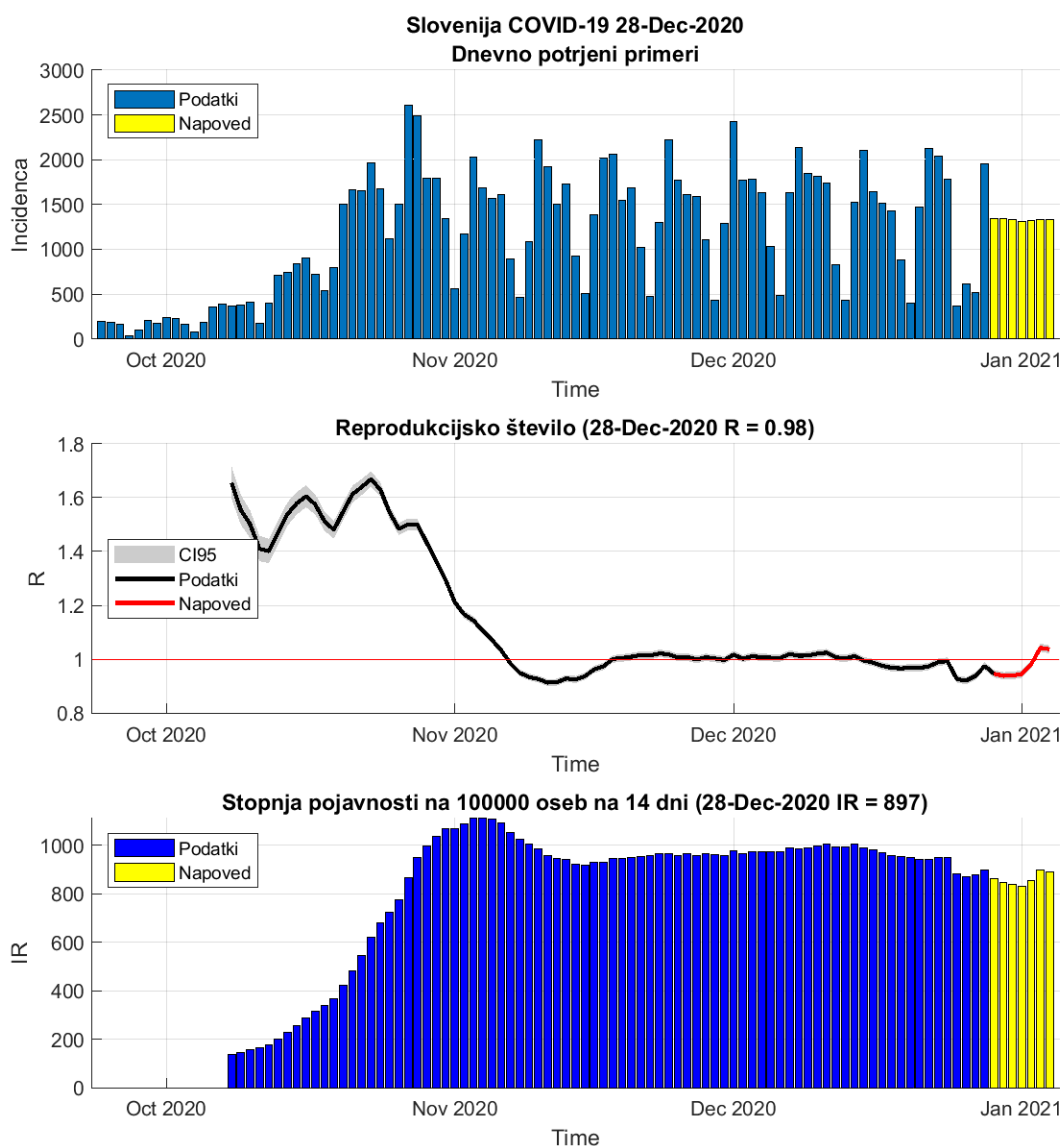 Slovenija COVID-19 28-Dec-2020
Dnevno potrjeni primeri
3000
2500
2000
1500
1000
500
0
Incidenca
Podatki
Napoved
Oct 2020
Nov 2020
Dec 2020
Jan 2021
Time
Reprodukcijsko število (28-Dec-2020 R = 0.98)
1.8
1.6
1.4
1.2
1
0.8
R
CI95
Podatki
Napoved
Oct 2020
Nov 2020
Dec 2020
Jan 2021
Time
Stopnja pojavnosti na 100000 oseb na 14 dni (28-Dec-2020 IR = 897)
1000
800
600
400
200
0
IR
Podatki
Napoved
Oct 2020
Nov 2020
Dec 2020
Jan 2021
Time